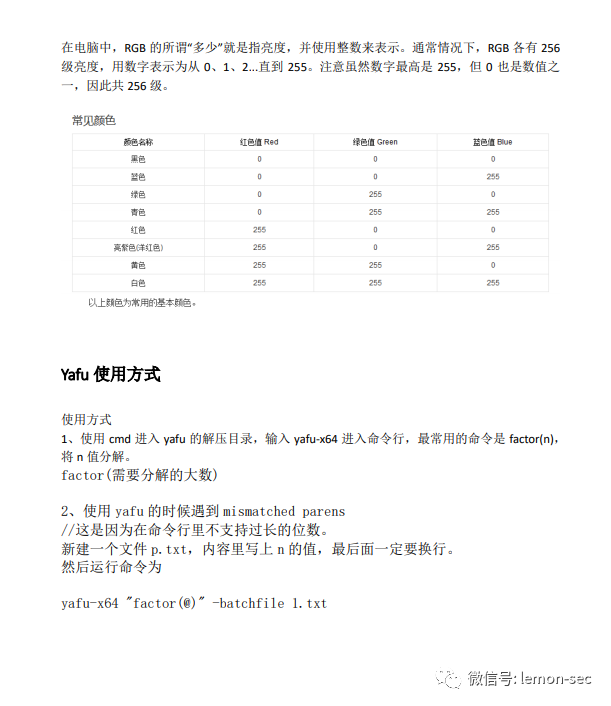 在电脑中，RGB 的所谓“多少”就是指亮度，并使用整数来表示。通常情况下，RGB 各有 256
级亮度，用数字表示为从 0、1、2...直到 255。注意虽然数字最高是 255，但 0 也是数值之
一，因此共 256 级。
常见颜色
颜色名称 红色值 Red 绿色值 Green 蓝色值 Blue
黑色 0 0 0
蓝色 0 0 255
绿色 0 255 0
青色 0 255 255
红色 255 0 0
亮紫色(洋红色) 255 0 255
黄色 255 255 0
白色 255 255 255
以上颜色为常用的基本颜色。
Yafu 使用方式
使用方式
1、使用 cmd 进入 yafu 的解压目录，输入 yafu-x64 进入命令行，最常用的命令是 factor(n)，
将 n 值分解。
factor(需要分解的大数)
2、使用 yafu 的时候遇到 mismatched parens
//这是因为在命令行里不支持过长的位数。
新建一个文件 p.txt，内容里写上 n 的值，最后面一定要换行。
然后运行命令为
yafu-x64 "factor(@)" -batchfile 1.txt
微信号: lemon-sec